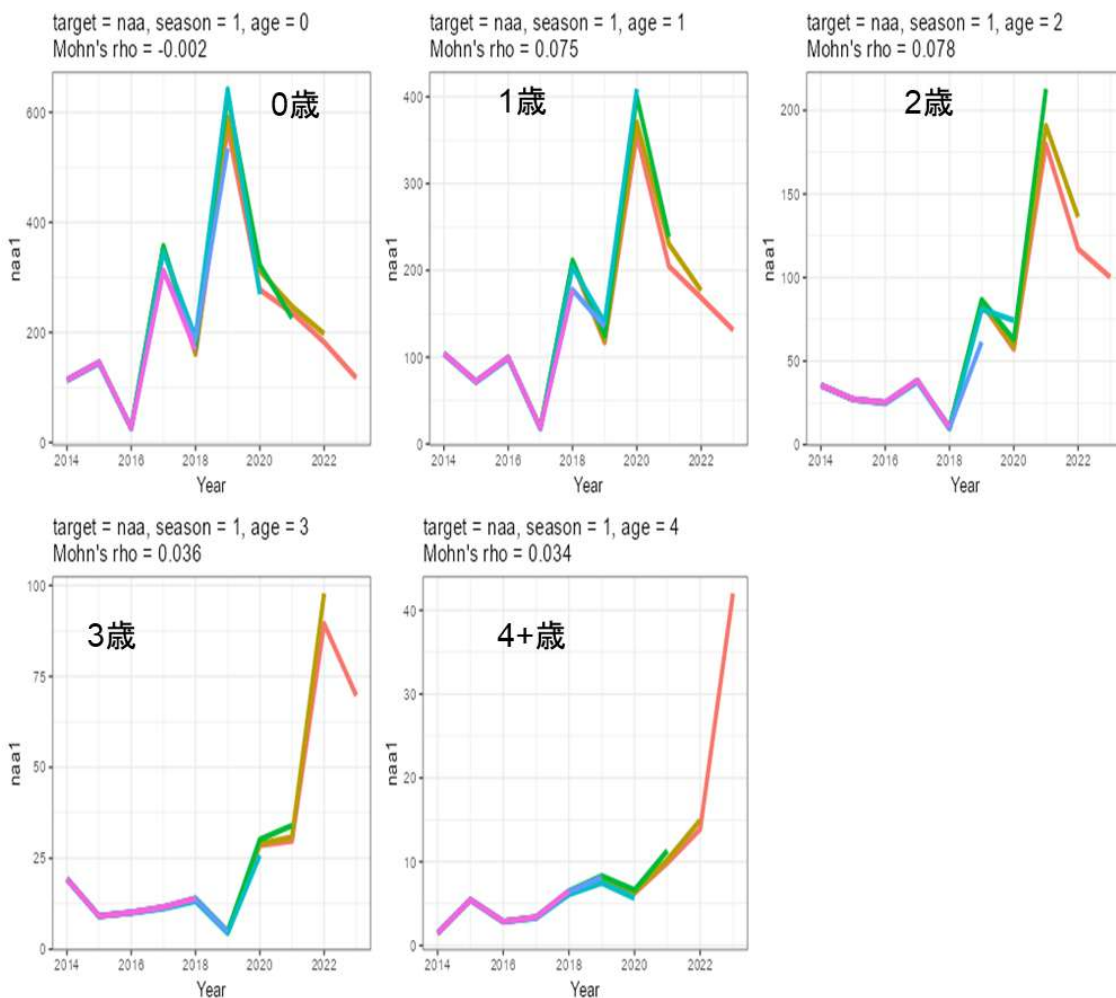 target = naa, season = 1, age = 0
Mohn's rho = -0.002
0歳
naa1
600
400
200
0
2014 2016 2018 2020 2022
Year
target = naa, season = 1, age = 1
Mohn's rho = 0.075
1歳
naa1
400
300
200
100
0
2014 2016 2018 2020 2022
Year
target = naa, season = 1, age = 2
Mohn's rho = 0.078
2歳
naa1
200
150
100
50
0
2014 2016 2018 2020 2022
Year
target = naa, season = 1, age = 3
Mohn's rho = 0.036
3歳
naa1
100
75
50
25
0
2014 2016 2018 2020 2022
Year
target = naa, season = 1, age = 4
Mohn's rho = 0.034
4+歳
naa1
40
30
20
10
0
2014 2016 2018 2020 2022
Year